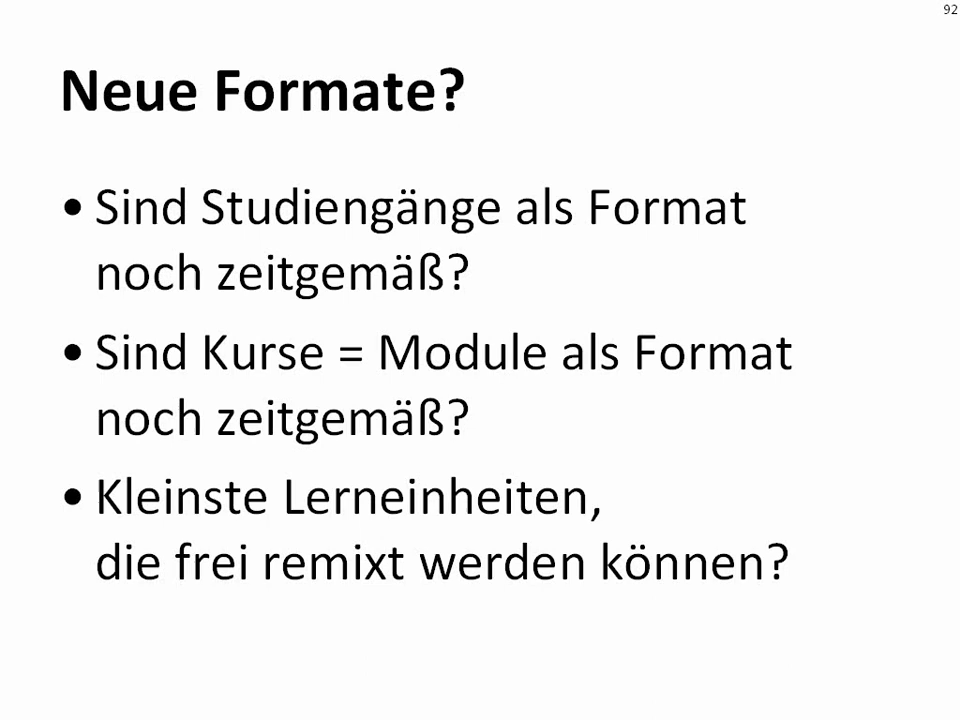 92
Neue Formate?
• Sind Studiengänge als Format
noch zeitgemäß?
• Sind Kurse = Module als Format
noch zeitgemäß?
• Kleinste Lerneinheiten,
die frei remixt werden können?